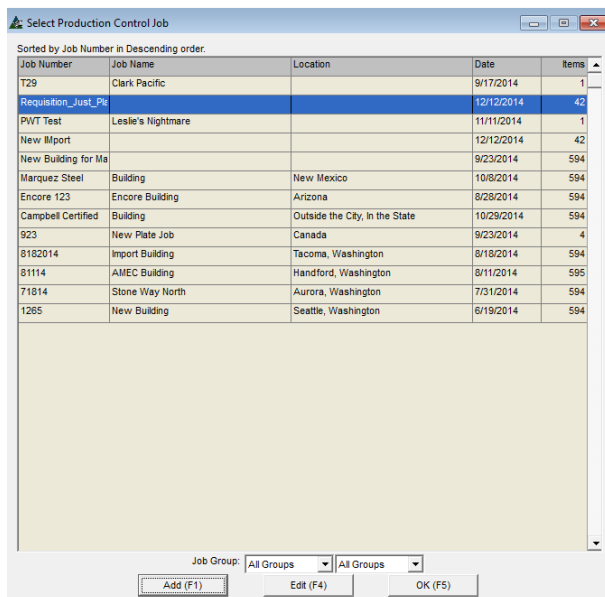 Select Production Control Job
Sorted by Job Number in Descending order.
Job Number Job Name Location Date Items
T29 Clark Pacific 9/17/2014 1
Requisition_Just_Pla 12/12/2014 42
PWT Test Leslie's Nightmare 11/11/2014 1
New IMport 12/12/2014 42
New Building for Ma 9/23/2014 594
Marquez Steel Building New Mexico 10/8/2014 594
Encore 123 Encore Building Arizona 8/28/2014 594
Campbell Certified Building Outside the City, In the State 10/29/2014 594
923 New Plate Job Canada 9/23/2014 4
8182014 Import Building Tacoma, Washington 8/18/2014 594
81114 AMEC Building Handford, Washington 8/11/2014 595
71814 Stone Way North Aurora, Washington 7/31/2014 594
1265 New Building Seattle, Washington 6/19/2014 594
Job Group: All Groups All Groups
Add (F1) Edit (F4) OK (F5)